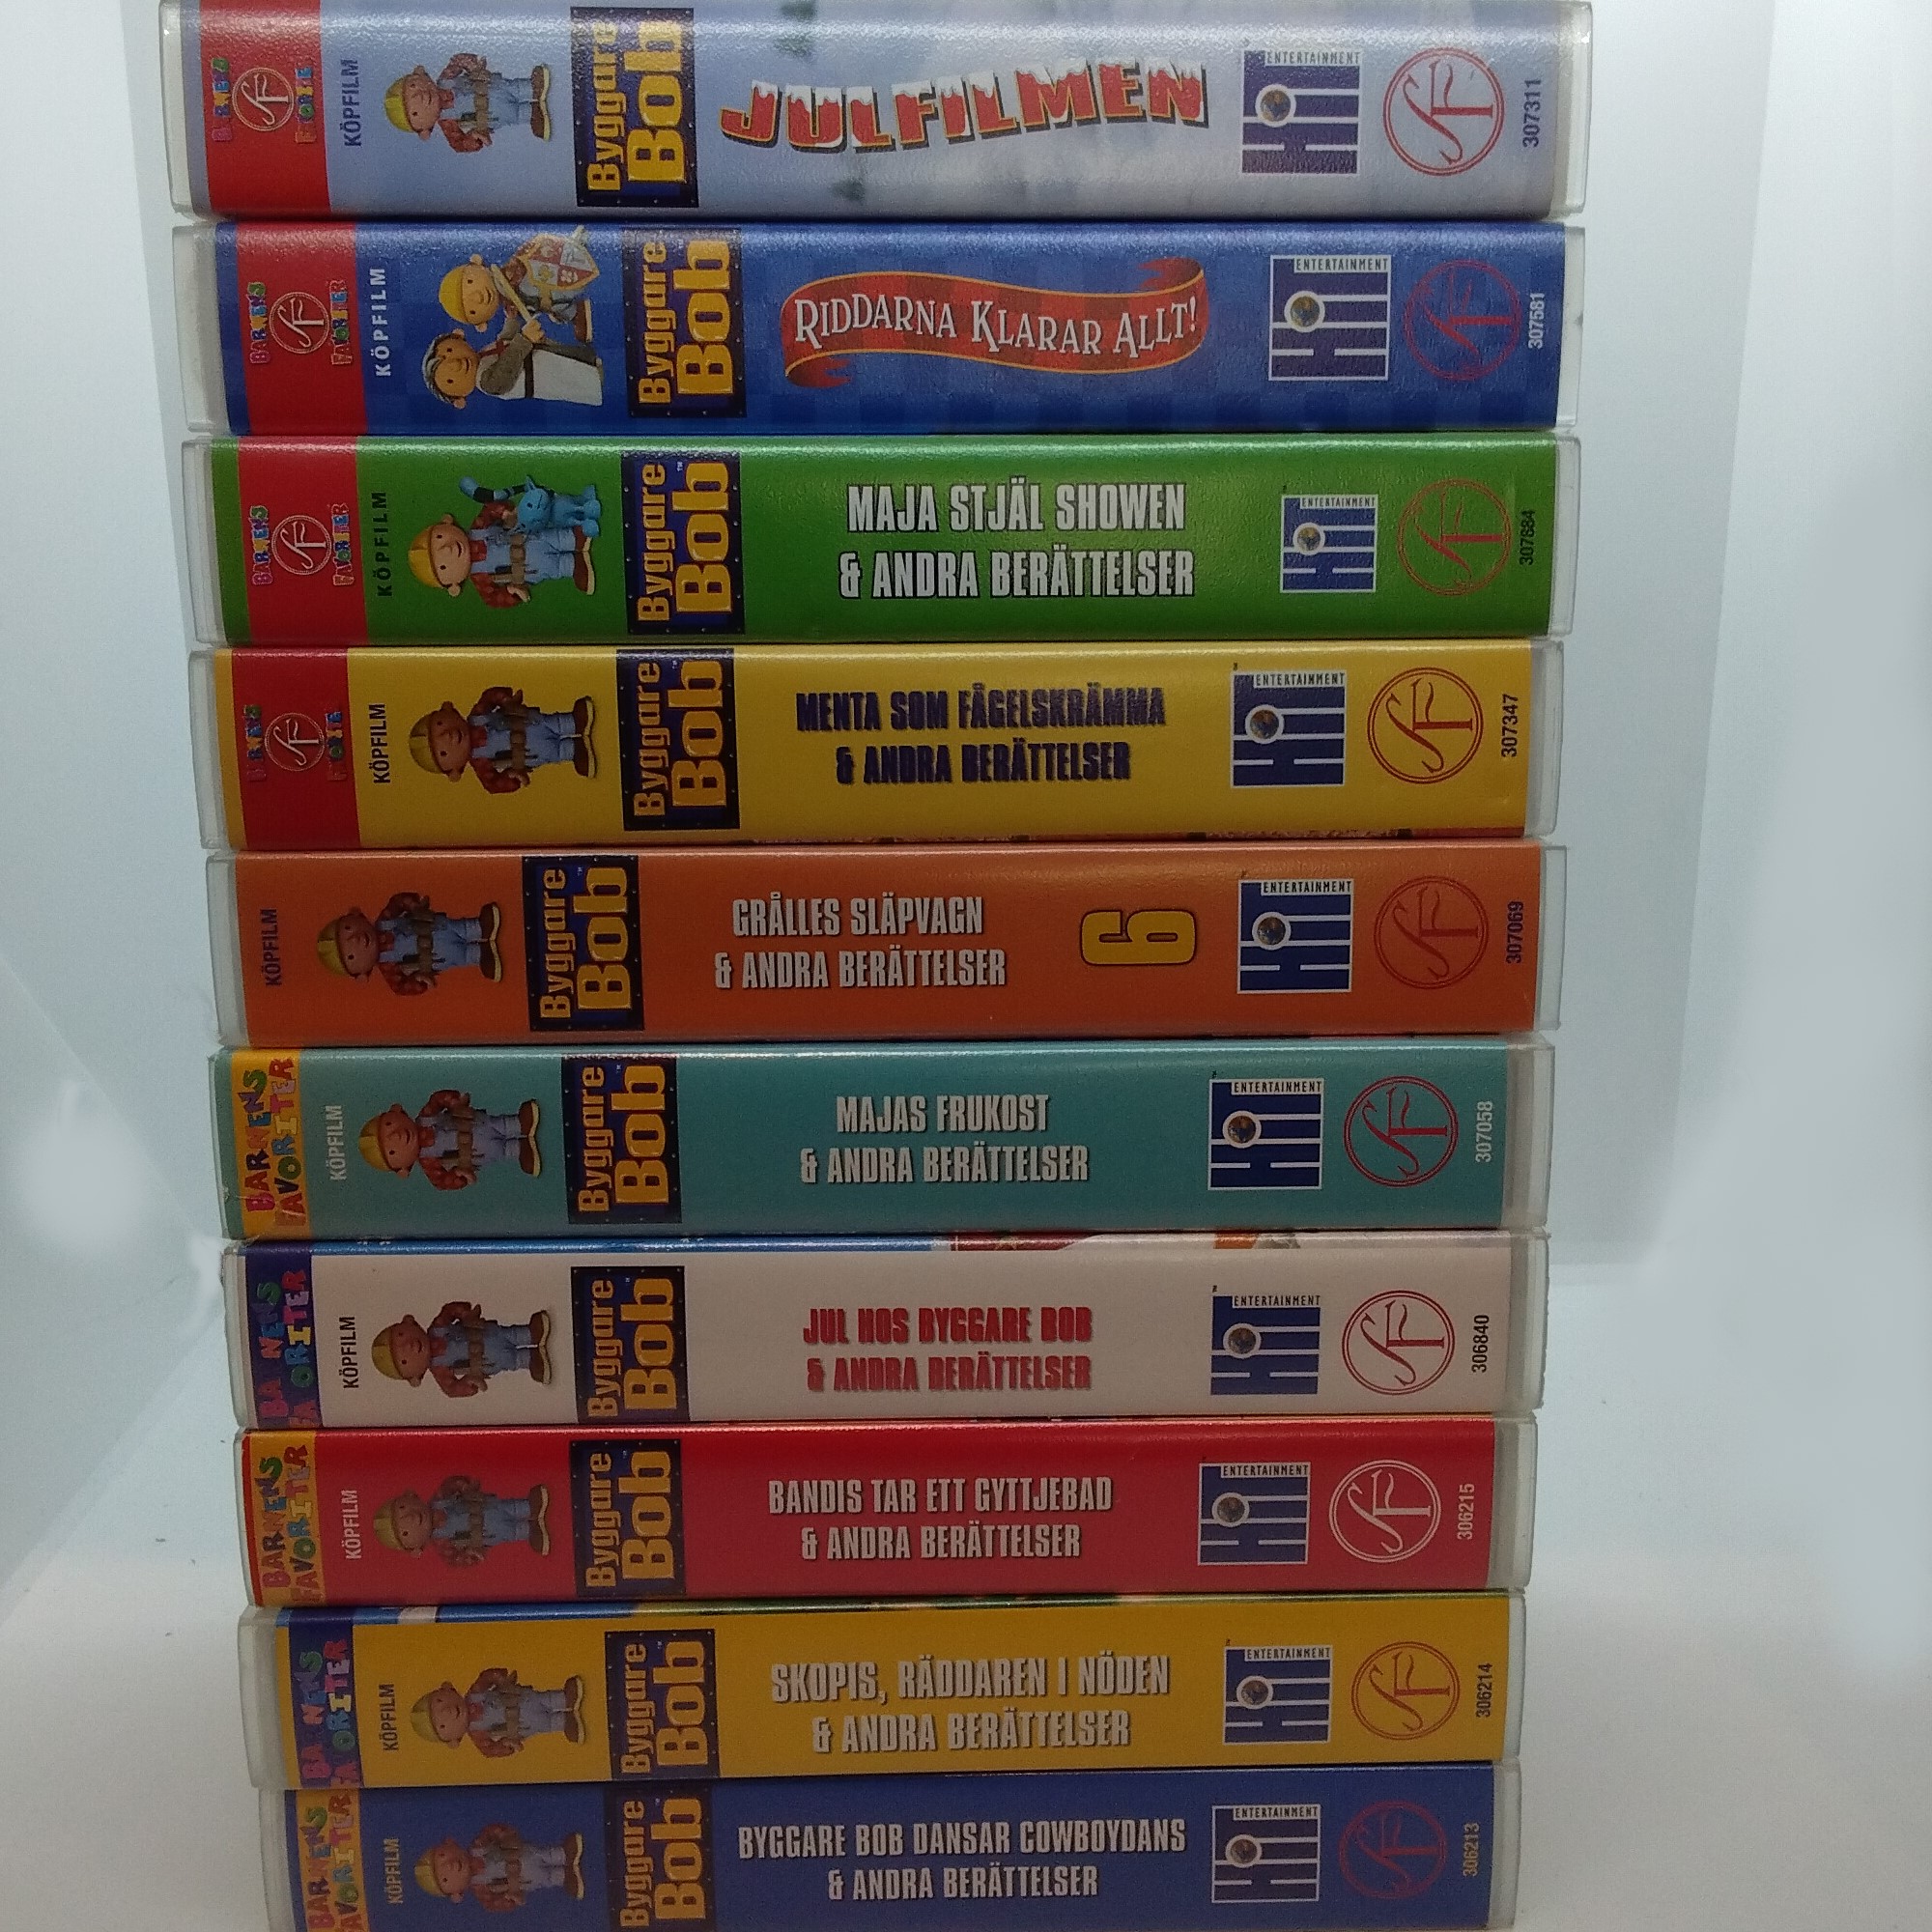 BARNENS FAVORITER
KÖPFILM
Byggare
Bob
JULFILMEN
HIT ENTERTAINMENT
SF
307311
BARNENS FAVORITER
SF
KÖPFILM
Byggare
Bob
RIDDARNA KLARAR ALLT!
HIT ENTERTAINMENT
SF
307581
BARNENS FAVORITER
SF
KÖPFILM
Byggare
Bob
MAJA STJÄL SHOWEN
& ANDRA BERÄTTELSER
HIT ENTERTAINMENT
SF
307684
BARNENS FAVORITER
SF
KÖPFILM
Byggare
Bob
MENTA SOM FÅGELSKRÄMMA
& ANDRA BERÄTTELSER
HIT ENTERTAINMENT
SF
307347
KÖPFILM
Byggare
Bob
GRÅLLES SLÄPVAGN
& ANDRA BERÄTTELSER
6
HIT ENTERTAINMENT
SF
307069
BARNENS
FAVORITER
KÖPFILM
Byggare
Bob
MAJAS FRUKOST
& ANDRA BERÄTTELSER
HIT ENTERTAINMENT
SF
307058
BARNENS
FAVORITER
KÖPFILM
Byggare
Bob
JUL HOS BYGGARE BOB
& ANDRA BERÄTTELSER
HIT ENTERTAINMENT
SF
306840
BARNENS
FAVORITER
KÖPFILM
Byggare
Bob
BANDIS TAR ETT GYTTJEBAD
& ANDRA BERÄTTELSER
HIT ENTERTAINMENT
SF
306215
BARNENS
FAVORITER
KÖPFILM
Byggare
Bob
SKOPIS, RÄDDAREN I NÖDEN
& ANDRA BERÄTTELSER
HIT ENTERTAINMENT
SF
306214
BARNENS
FAVORITER
KÖPFILM
Byggare
Bob
BYGGARE BOB DANSAR COWBOYDANS
& ANDRA BERÄTTELSER
HIT ENTERTAINMENT
SF
306213